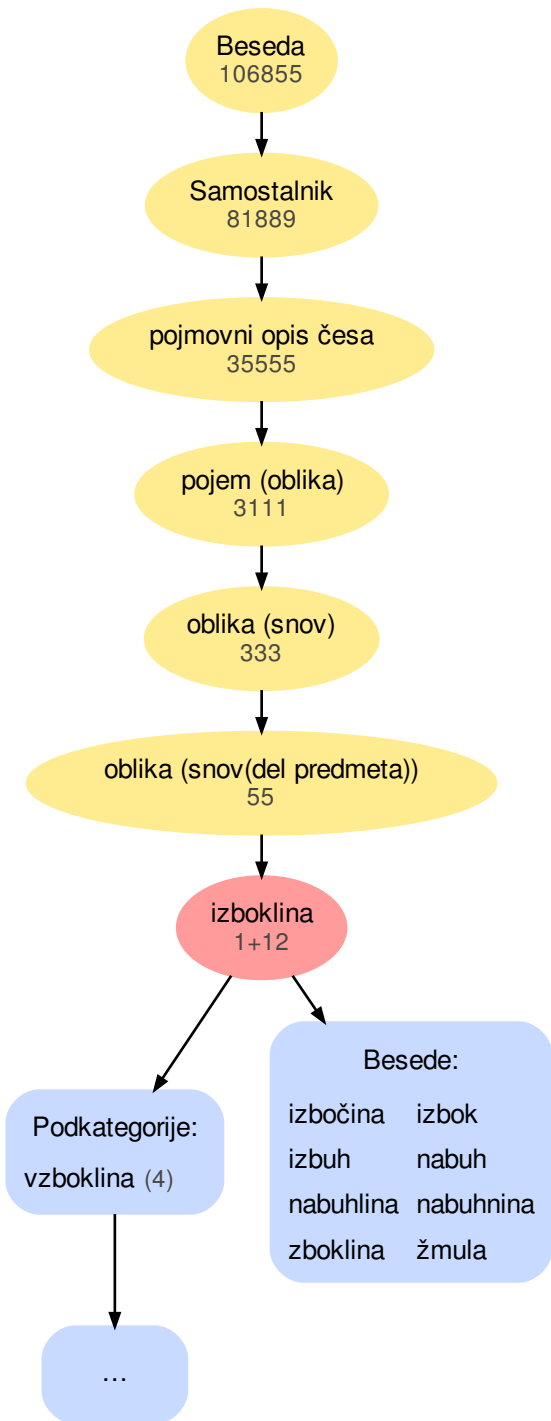 Beseda
106855
Samostalnik
81889
pojmovni opis česa
35555
pojem (oblika)
3111
oblika (snov)
333
oblika (snov(del predmeta))
55
izboklina
1+12
Podkategorije:
vzboklina (4)
...
Besede:
izbočina izbok
izbuh nabuh
nabuhlina nabuhnina
zboklina žmula